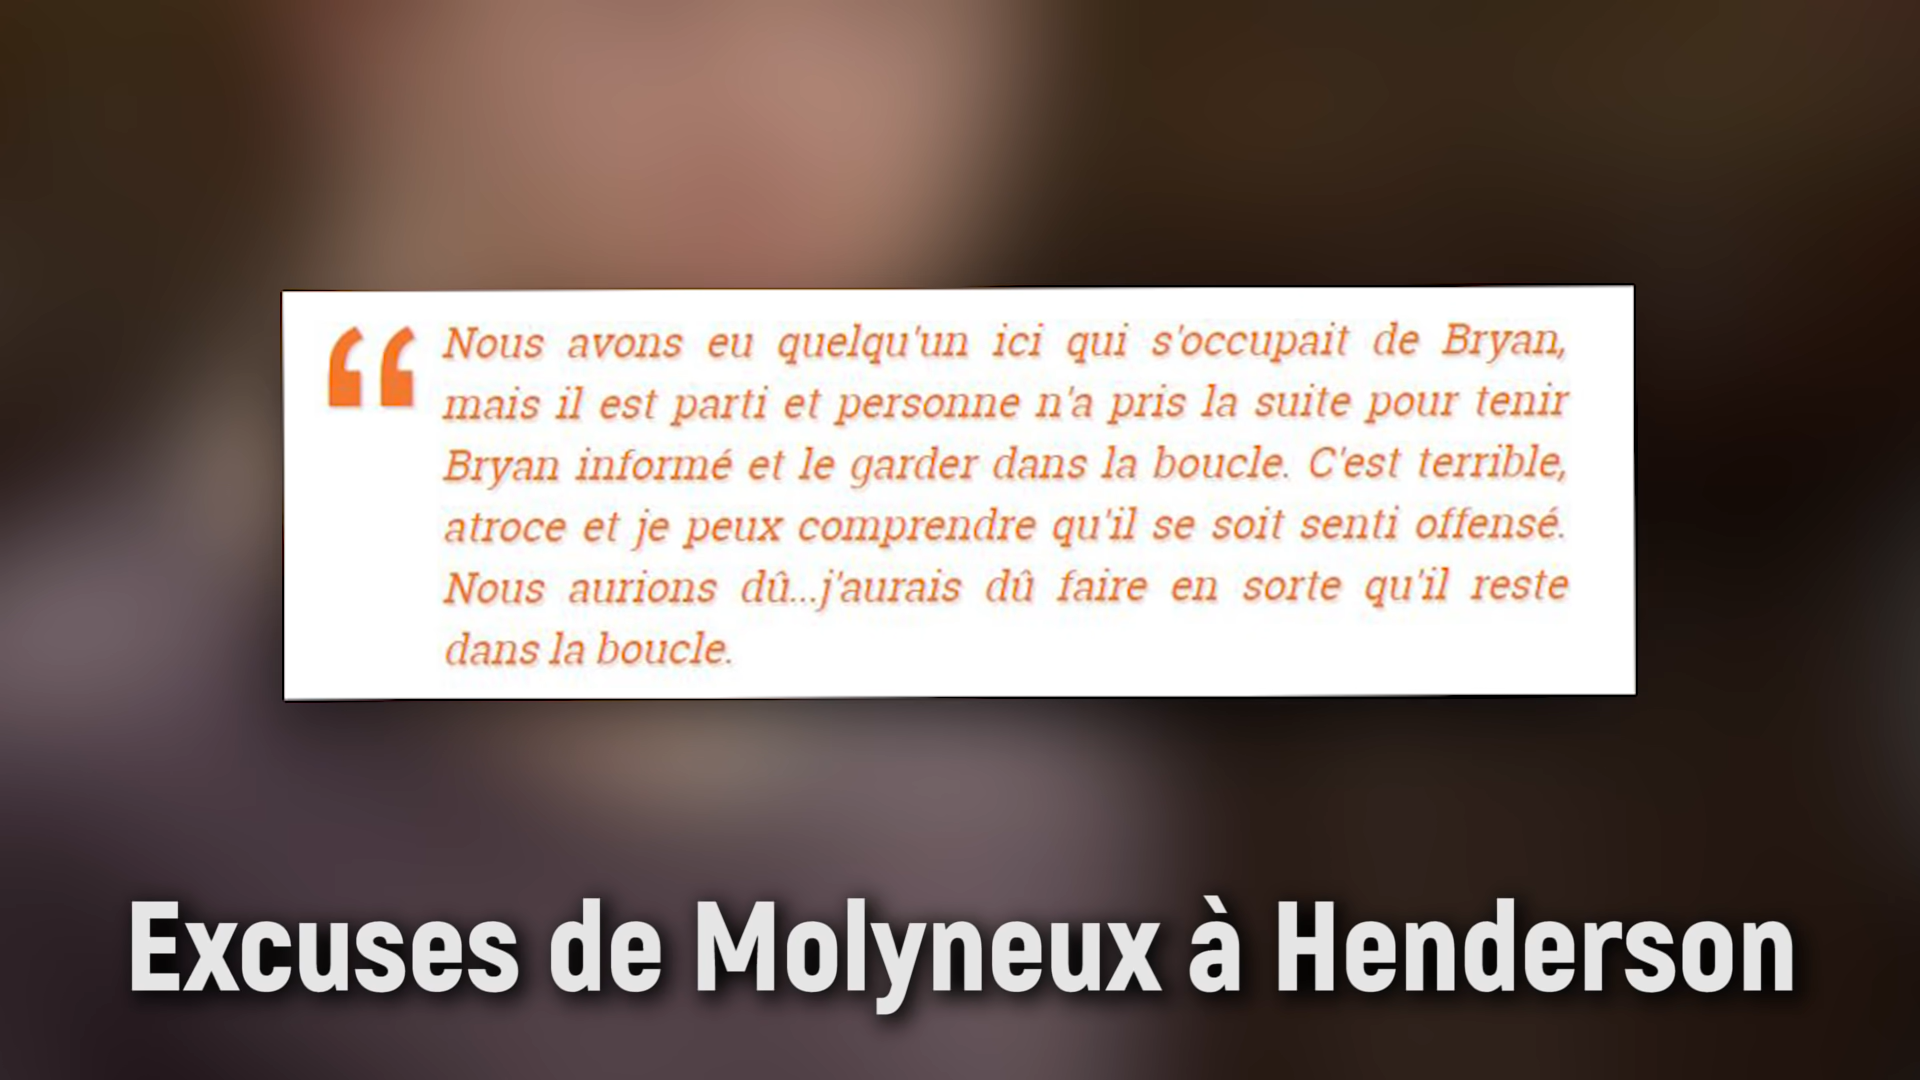 “ Nous avons eu quelqu'un ici qui s'occupait de Bryan,
mais il est parti et personne n'a pris la suite pour tenir
Bryan informé et le garder dans la boucle. C'est terrible,
atroce et je peux comprendre qu'il se soit senti offensé.
Nous aurions dû...j'aurais dû faire en sorte qu'il reste
dans la boucle.
Excuses de Molyneux à Henderson